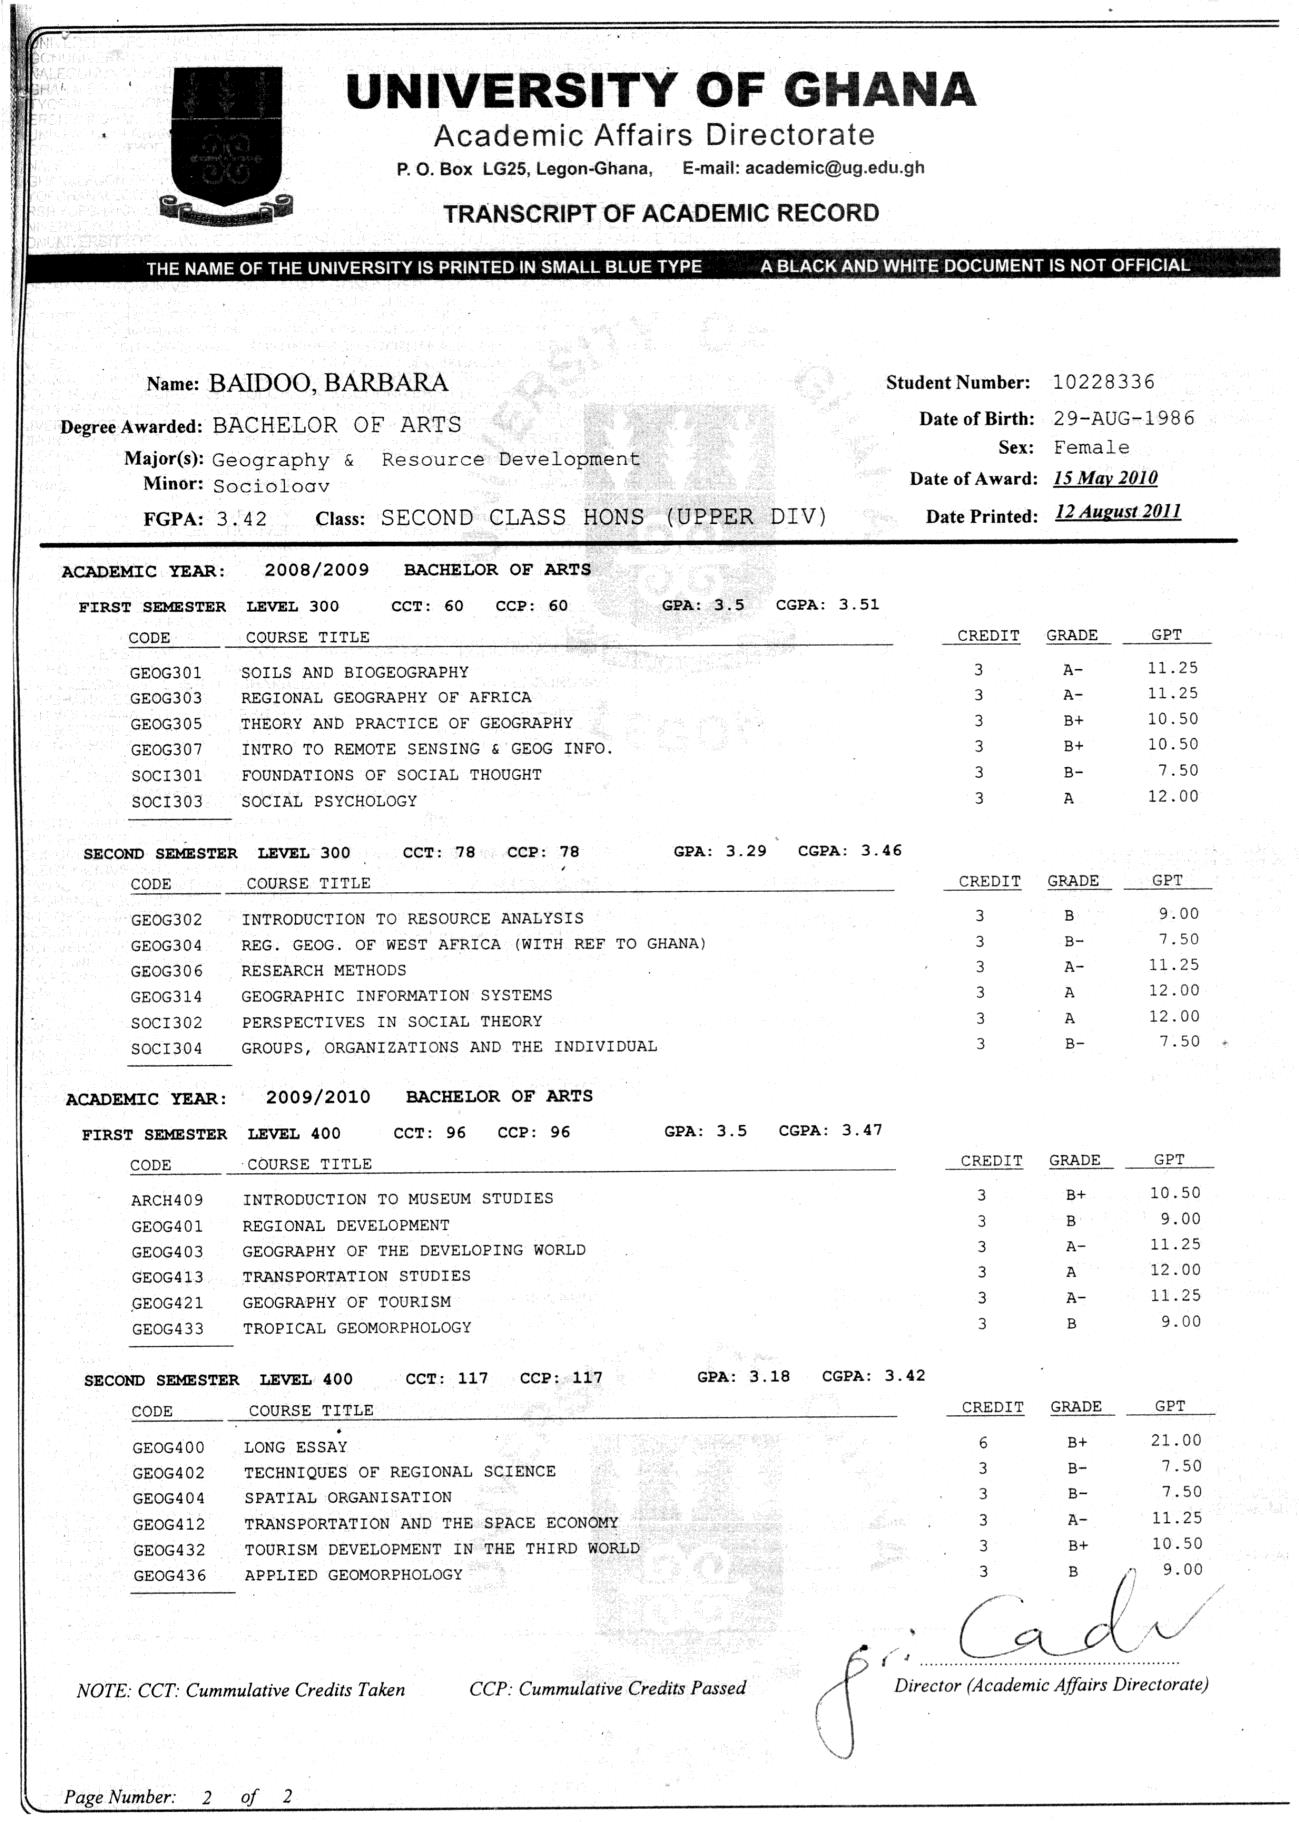 UNIVERSITY OF GHANA
Academic Affairs Directorate
P. O. Box LG25, Legon-Ghana, E-mail: academic@ug.edu.gh
TRANSCRIPT OF ACADEMIC RECORD
THE NAME OF THE UNIVERSITY IS PRINTED IN SMALL BLUE TYPE A BLACK AND WHITE DOCUMENT IS NOT OFFICIAL
Name: BAIDOO, BARBARA Student Number: 10228336
Degree Awarded: BACHELOR OF ARTS Date of Birth: 29-AUG-1986
Major(s): Geography & Resource Development Sex: Female
Minor: Sociology Date of Award: 15 May 2010
FGPA: 3.42 Class: SECOND CLASS HONS (UPPER DIV) Date Printed: 12 August 2011
ACADEMIC YEAR: 2008/2009 BACHELOR OF ARTS
FIRST SEMESTER LEVEL 300 CCT: 60 CCP: 60 GPA: 3.5 CGPA: 3.51
CODE COURSE TITLE CREDIT GRADE GPT
GEOG301 SOILS AND BIOGEOGRAPHY 3 A- 11.25
GEOG303 REGIONAL GEOGRAPHY OF AFRICA 3 A- 11.25
GEOG305 THEORY AND PRACTICE OF GEOGRAPHY 3 B+ 10.50
GEOG307 INTRO TO REMOTE SENSING & GEOG INFO. 3 B+ 10.50
SOCI301 FOUNDATIONS OF SOCIAL THOUGHT 3 B- 7.50
SOCI303 SOCIAL PSYCHOLOGY 3 A 12.00
SECOND SEMESTER LEVEL 300 CCT: 78 CCP: 78 GPA: 3.29 CGPA: 3.46
CODE COURSE TITLE CREDIT GRADE GPT
GEOG302 INTRODUCTION TO RESOURCE ANALYSIS 3 B 9.00
GEOG304 REG. GEOG. OF WEST AFRICA (WITH REF TO GHANA) 3 B- 7.50
GEOG306 RESEARCH METHODS 3 A- 11.25
GEOG314 GEOGRAPHIC INFORMATION SYSTEMS 3 A 12.00
SOCI302 PERSPECTIVES IN SOCIAL THEORY 3 A 12.00
SOCI304 GROUPS, ORGANIZATIONS AND THE INDIVIDUAL 3 B- 7.50
ACADEMIC YEAR: 2009/2010 BACHELOR OF ARTS
FIRST SEMESTER LEVEL 400 CCT: 96 CCP: 96 GPA: 3.5 CGPA: 3.47
CODE COURSE TITLE CREDIT GRADE GPT
ARCH409 INTRODUCTION TO MUSEUM STUDIES 3 B+ 10.50
GEOG401 REGIONAL DEVELOPMENT 3 B 9.00
GEOG403 GEOGRAPHY OF THE DEVELOPING WORLD 3 A- 11.25
GEOG413 TRANSPORTATION STUDIES 3 A 12.00
GEOG421 GEOGRAPHY OF TOURISM 3 A- 11.25
GEOG433 TROPICAL GEOMORPHOLOGY 3 B 9.00
SECOND SEMESTER LEVEL 400 CCT: 117 CCP: 117 GPA: 3.18 CGPA: 3.42
CODE COURSE TITLE CREDIT GRADE GPT
GEOG400 LONG ESSAY 6 B+ 21.00
GEOG402 TECHNIQUES OF REGIONAL SCIENCE 3 B- 7.50
GEOG404 SPATIAL ORGANISATION 3 B- 7.50
GEOG412 TRANSPORTATION AND THE SPACE ECONOMY 3 A- 11.25
GEOG432 TOURISM DEVELOPMENT IN THE THIRD WORLD 3 B+ 10.50
GEOG436 APPLIED GEOMORPHOLOGY 3 B 9.00
NOTE: CCT: Cummulative Credits Taken CCP: Cummulative Credits Passed Director (Academic Affairs Directorate)
Page Number: 2 of 2